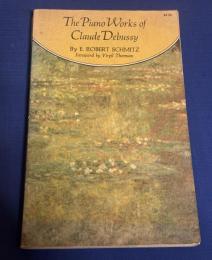 The Piano Works of
Claude Debussy
By E. ROBERT SCHMITZ
Foreword by Virgil Thomson